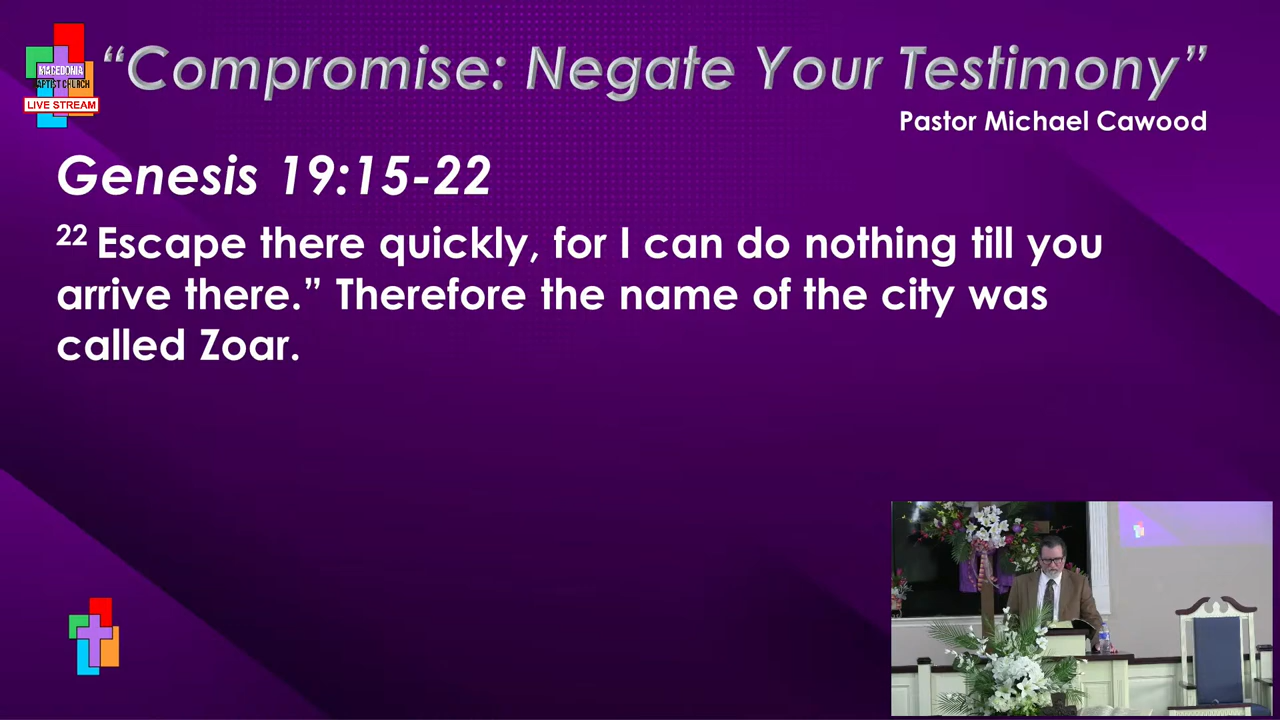 “Compromise: Negate Your Testimony”
MACEDONIA
BAPTIST CHURCH
LIVE STREAM
Pastor Michael Cawood
Genesis 19:15-22
22 Escape there quickly, for I can do nothing till you
arrive there.” Therefore the name of the city was
called Zoar.